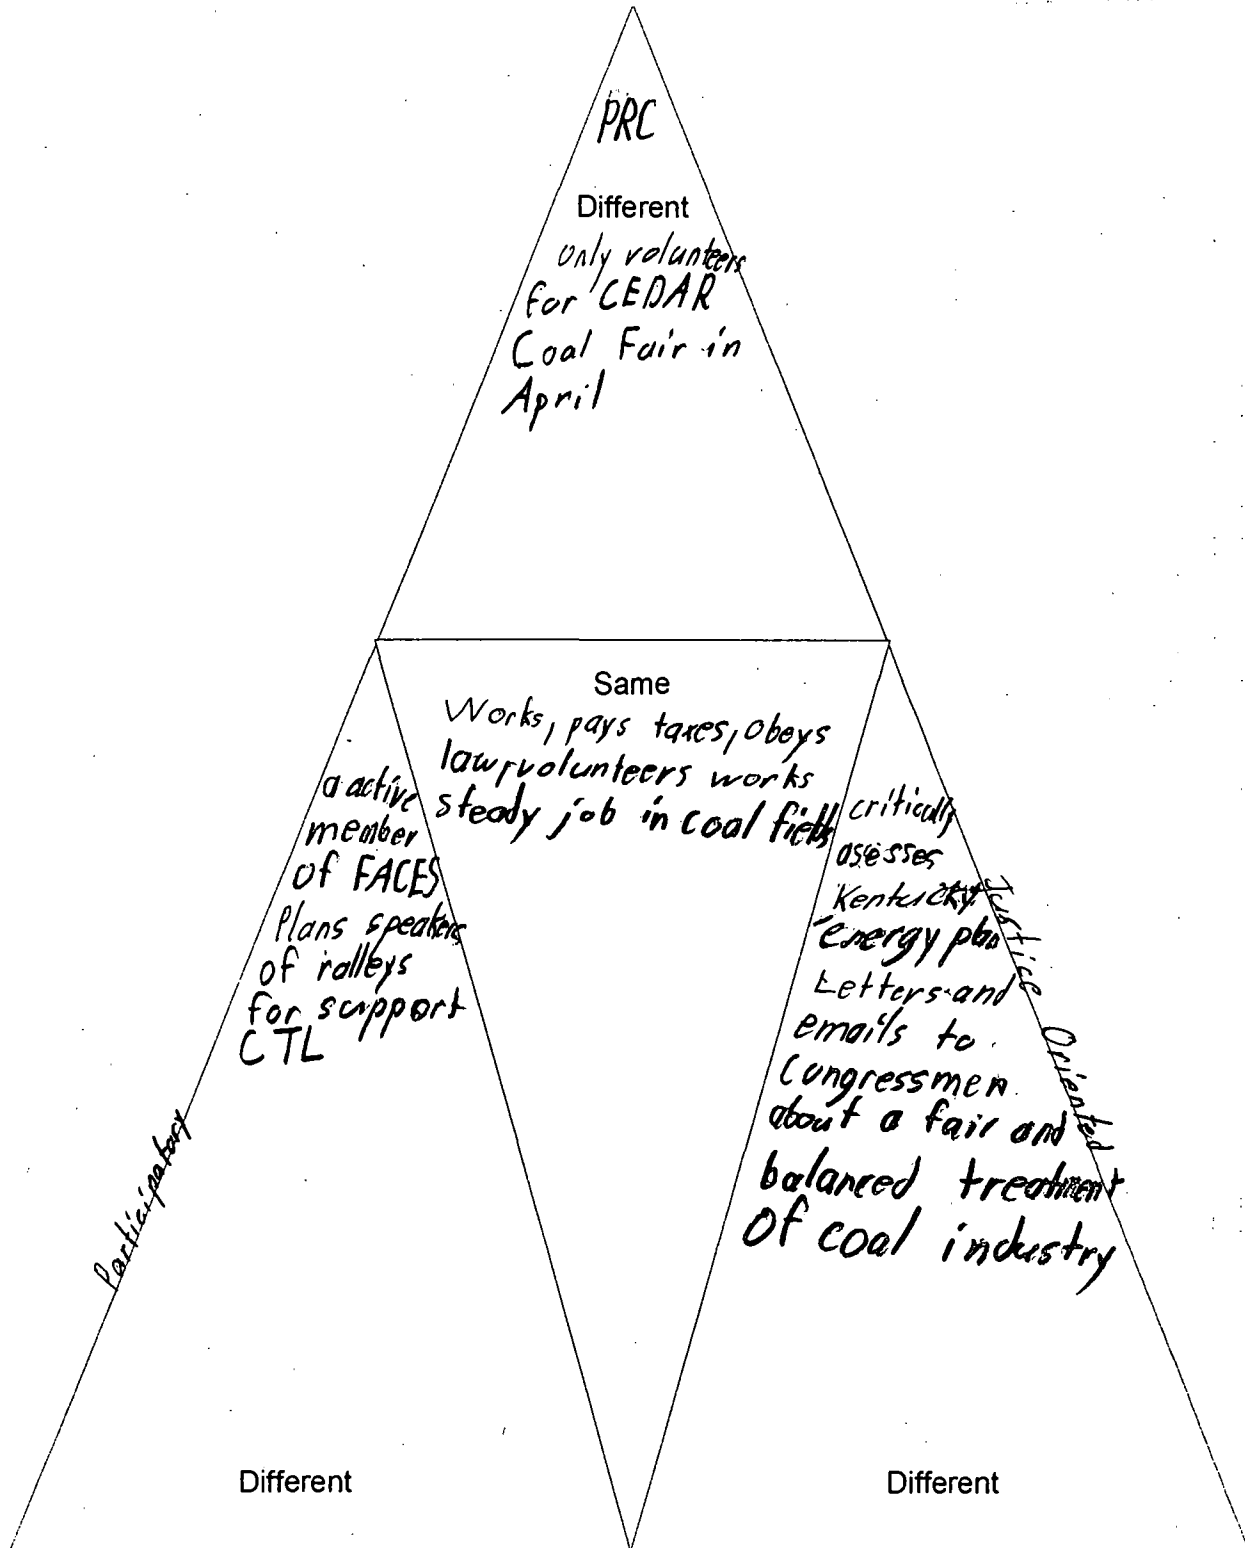 PRC
Different
only volunteers
for CEDAR
Coal Fair in
April
Same
Works, pays taxes, obeys
law, volunteers works
steady job in coal fields
a active
member
of FACES
Plans speakers
of ralleys
for support
CTL
Participatory
Different
critically
asesses
Kentucky
energy plan
Letters and
emails to
Congressmen
about a fair and
balanced treatment
Of coal industry
Justice Oriented
Different